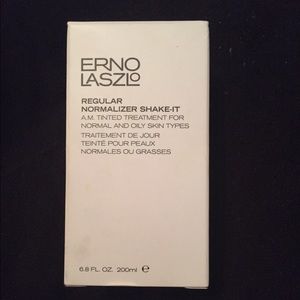 ERNO
LASZLO
REGULAR
NORMALIZER SHAKE-IT
A.M. TINTED TREATMENT FOR
NORMAL AND OILY SKIN TYPES
TRAITEMENT DE JOUR
TEINTÉ POUR PEAUX
NORMALES OU GRASSES
6.8 FL. OZ. 200ml ℮